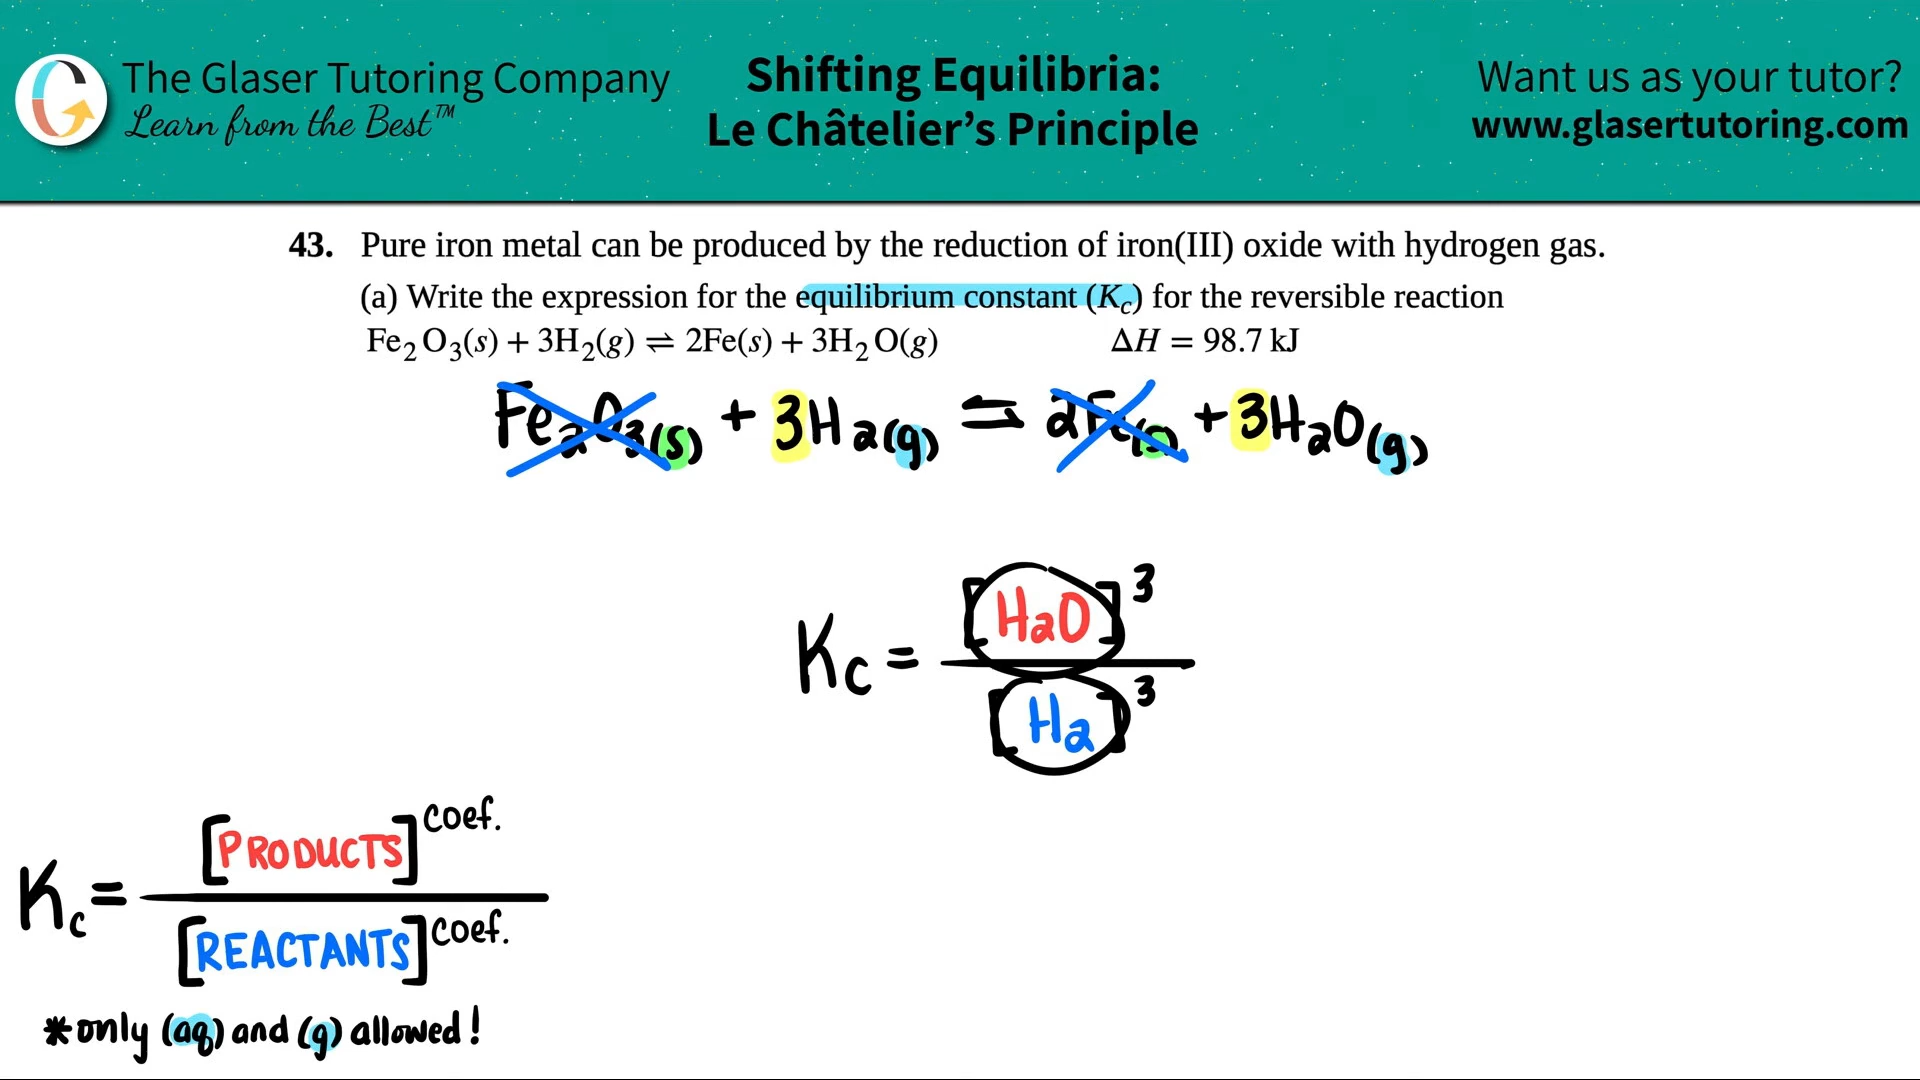 The Glaser Tutoring Company
Learn from the Best™
Shifting Equilibria:
Le Châtelier's Principle
Want us as your tutor?
www.glasertutoring.com
43. Pure iron metal can be produced by the reduction of iron(III) oxide with hydrogen gas.
(a) Write the expression for the equilibrium constant (Kc) for the reversible reaction
Fe₂O₃(s) + 3H₂(g) ⇌ 2Fe(s) + 3H₂O(g) ΔH = 98.7 kJ
Fe₂O₃(s) + 3H₂(g) ⇌ 2Fe(s) + 3H₂O(g)
Kc = [H₂O]³
[H₂]³
Kc = [PRODUCTS]^coef.
[REACTANTS]^coef.
*only (aq) and (g) allowed!